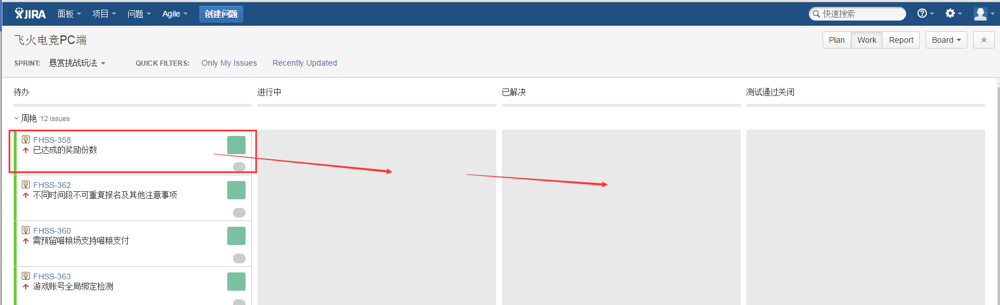 JIRA 面板 项目 问题 Agile 创建问题 快速搜索
飞火电竞PC端 Plan Work Report Board
SPRINT: 悬赏挑战玩法 QUICK FILTERS: Only My Issues Recently Updated
待办 进行中 已解决 测试通过关闭
周艳 12 issues
FHSS-358
已达成的奖励份数
FHSS-362
不同时间段不可重复报名及其他注意事项
FHSS-360
需预留喵粮场支持喵粮支付
FHSS-363
游戏账号全局绑定检测